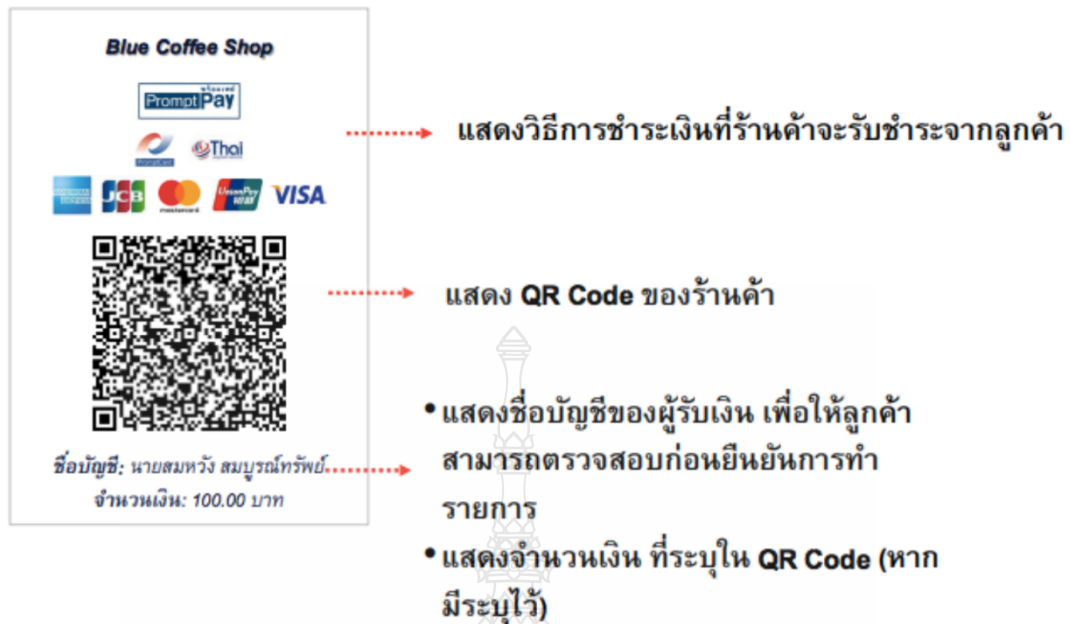 Blue Coffee Shop
พร้อมเพย์
PromptPay
PromptCard
Thai
แสดงวิธีการชำระเงินที่ร้านค้าจะรับชำระจากลูกค้า
AMERICAN EXPRESS
JCB
mastercard
UnionPay
VISA
แสดง QR Code ของร้านค้า
•แสดงชื่อบัญชีของผู้รับเงิน เพื่อให้ลูกค้า
สามารถตรวจสอบก่อนยืนยันการทำ
รายการ
ชื่อบัญชี: นายสมหวัง สมบูรณ์ทรัพย์
จำนวนเงิน: 100.00 บาท
•แสดงจำนวนเงิน ที่ระบุใน QR Code (หาก
มีระบุไว้)